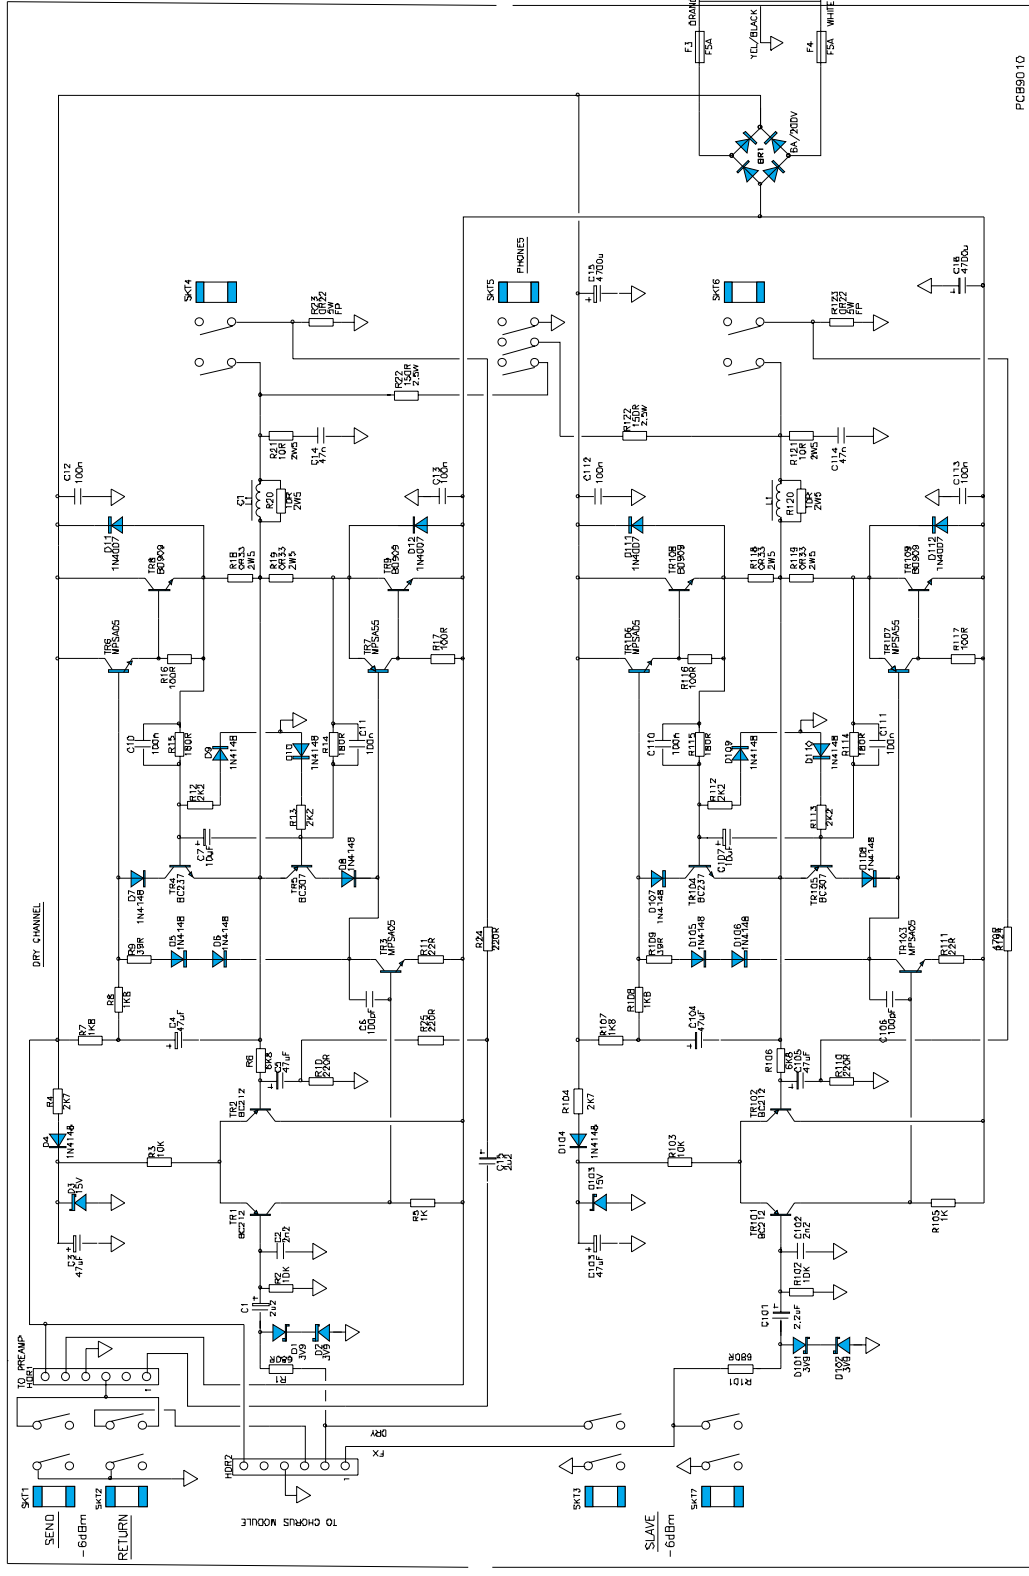 ORANGE
WHITE
F3
F5A
YEL/BLACK
F4
F5A
PCB9010
BR1
6A/200V
SKT4
R23
0R22
5W
FP
SKT5
PHONES
C15
4700u
SKT6
R123
0R22
5W
FP
C16
4700u
R22
150R
2.5W
R122
150R
2.5W
C12
100n
R21
10R
2W5
C14
47n
C13
100n
C112
100n
R121
10R
2W5
C114
47n
C113
100n
L1
R20
10R
2W5
L1
R120
10R
2W5
D11
1N4007
TR8
BD909
R18
0R33
2W5
R19
0R33
2W5
TR9
BD909
D12
1N4007
D111
1N4007
TR108
BD909
R118
0R33
2W5
R119
0R33
2W5
TR109
BD909
D112
1N4007
TR6
MPSA05
R16
100R
TR7
MPSA55
R17
100R
TR106
MPSA05
R116
100R
TR107
MPSA55
R117
100R
C10
100n
R15
180R
D9
1N4148
D10
1N4148
R14
180R
C11
100n
C110
100n
R115
180R
D109
1N4148
D110
1N4148
R114
180R
C111
100n
R12
2K2
R13
2K2
R112
2K2
R113
2K2
C7
10uF
C107
10uF
D7
1N4148
TR4
BC237
TR5
BC307
D8
1N4148
D107
1N4148
TR104
BC237
TR105
BC307
D108
1N4148
DRY CHANNEL
R9
39R
D5
1N4148
D6
1N4148
TR3
MPSA05
R11
22R
R24
220R
R109
39R
D105
1N4148
D106
1N4148
TR103
MPSA05
R111
22R
470R
R124
R8
1K8
R7
1K8
C4
47uF
C6
100pF
R25
220R
R108
1K8
R107
1K8
C104
47uF
C106
100pF
R6
6K8
C5
47uF
R10
220R
R106
6K8
C105
47uF
R110
220R
R4
2K7
D4
1N4148
TR2
BC212
R104
2K7
D104
1N4148
TR102
BC212
R3
10K
2u2
R103
10K
D3
15V
TR1
BC212
R5
1K
D103
15V
TR101
BC212
R105
1K
C3
47uF
C2
2n2
R2
10K
C103
47uF
C102
2n2
R102
10K
C1
2u2
C101
2.2uF
D1
3V9
D2
3V9
680R
R1
D101
3V9
D102
3V9
680R
R101
TO PREAMP
HDR1
1
DRY
FX
HDR2
1
TO CHORUS MODULE
SKT1
SKT2
SKT3
SKT7
SEND
-6dBm
RETURN
SLAVE
-6dBm